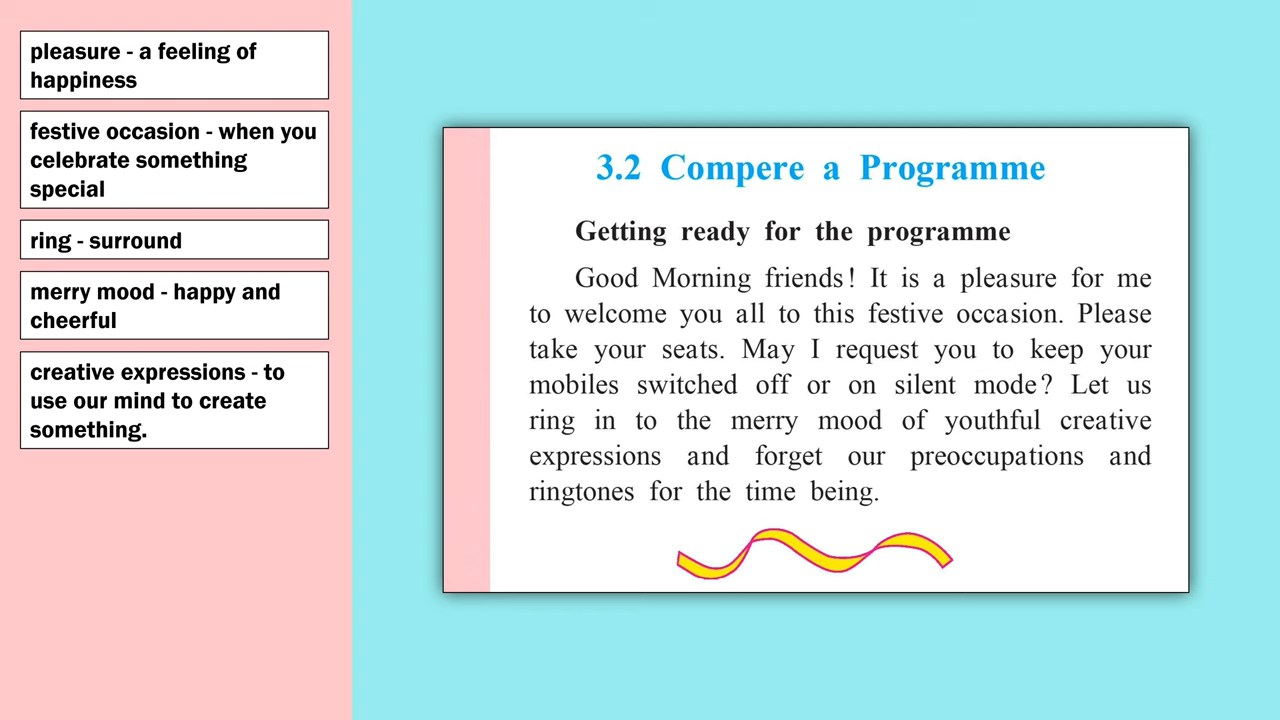 pleasure - a feeling of
happiness
festive occasion - when you
celebrate something
special
ring - surround
merry mood - happy and
cheerful
creative expressions - to
use our mind to create
something.
3.2 Compere a Programme
Getting ready for the programme
Good Morning friends! It is a pleasure for me
to welcome you all to this festive occasion. Please
take your seats. May I request you to keep your
mobiles switched off or on silent mode? Let us
ring in to the merry mood of youthful creative
expressions and forget our preoccupations and
ringtones for the time being.